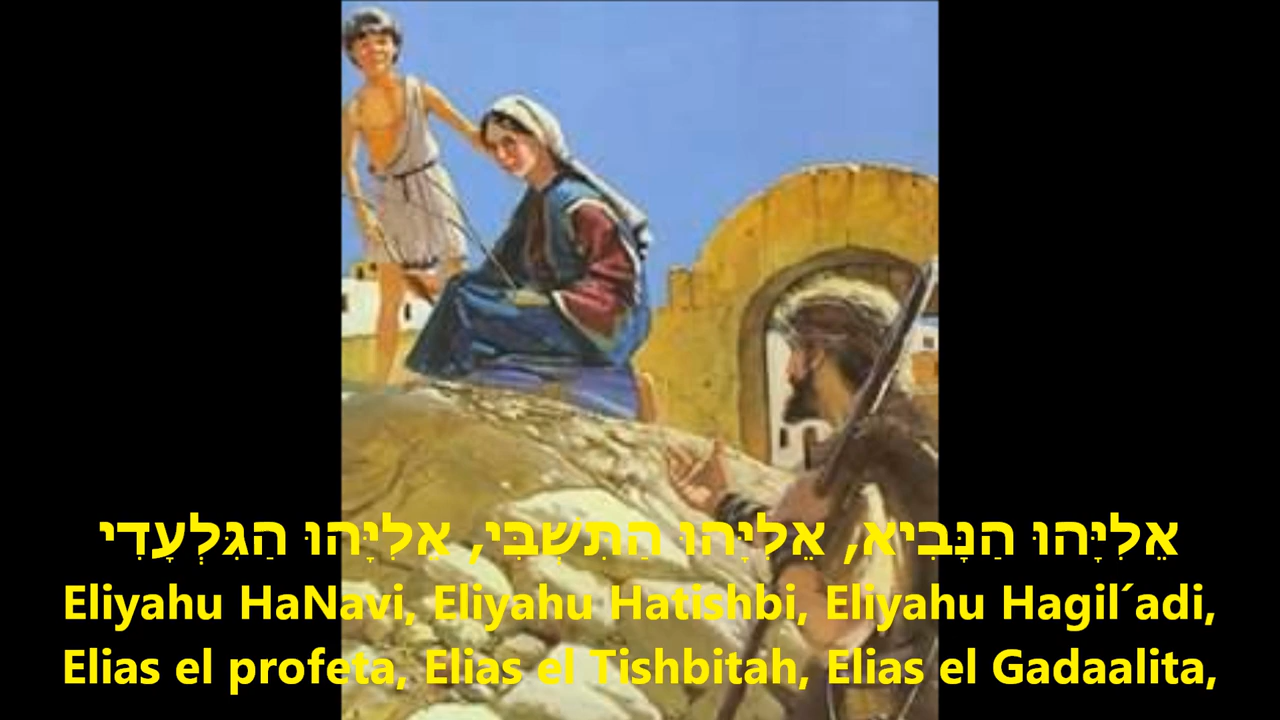 אֵלִיָּהוּ הַנָּבִיא, אֵלִיָּהוּ הַתִּשְׁבִּי, אלִיָּהוּ הַגִּלְעָדִי
Eliyahu HaNavi, Eliyahu Hatishbi, Eliyahu Hagil´adi,
Elias el profeta, Elias el Tishbitah, Elias el Gadaalita,